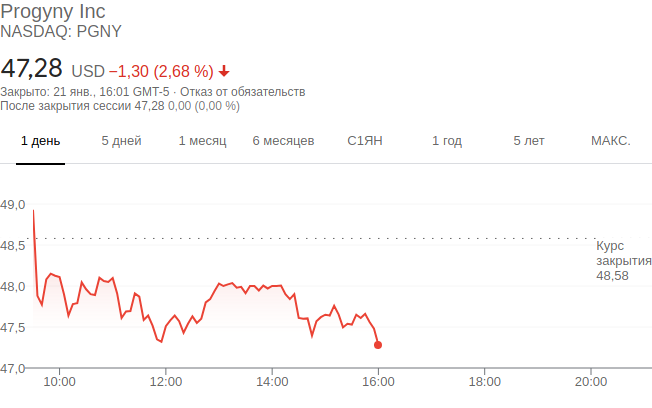 Progyny Inc
NASDAQ: PGNY
47,28 USD −1,30 (2,68 %)
Закрыто: 21 янв., 16:01 GMT-5 · Отказ от обязательств
После закрытия сессии 47,28 0,00 (0,00 %)
1 день 5 дней 1 месяц 6 месяцев С1ЯН 1 год 5 лет МАКС.
49,0
48,5
Курс
закрытия
48,58
48,0
47,5
47,0
10:00 12:00 14:00 16:00 18:00 20:00